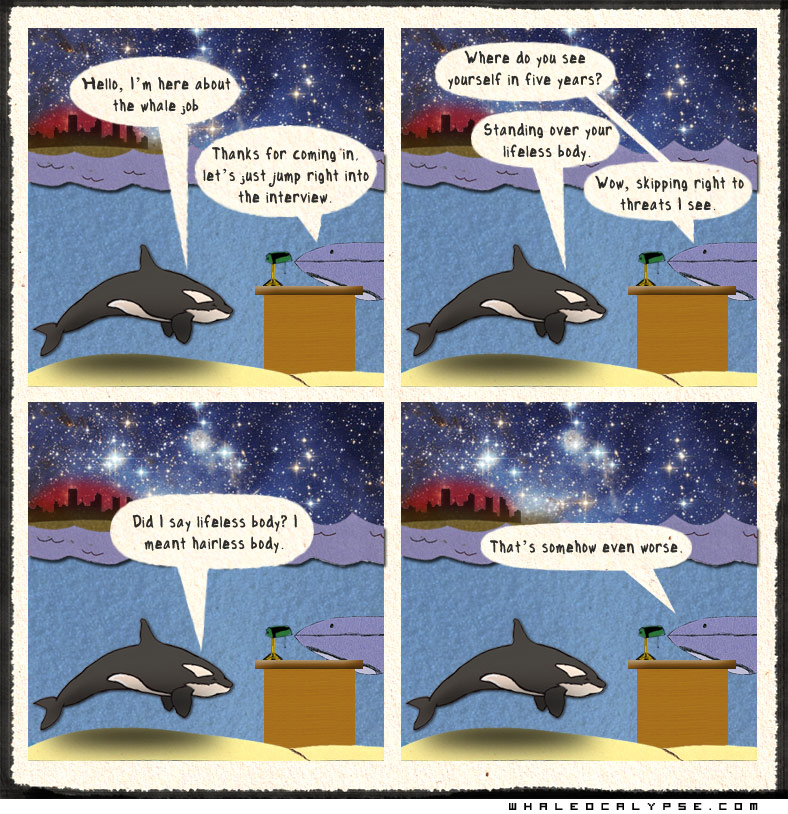 Hello, I'm here about
the whale job
Thanks for coming in,
let's just jump right into
the interview.
Where do you see
yourself in five years?
Standing over your
lifeless body.
Wow, skipping right to
threats I see.
Did I say lifeless body? I
meant hairless body.
That's somehow even worse.
WHALEOCALYPSE.COM